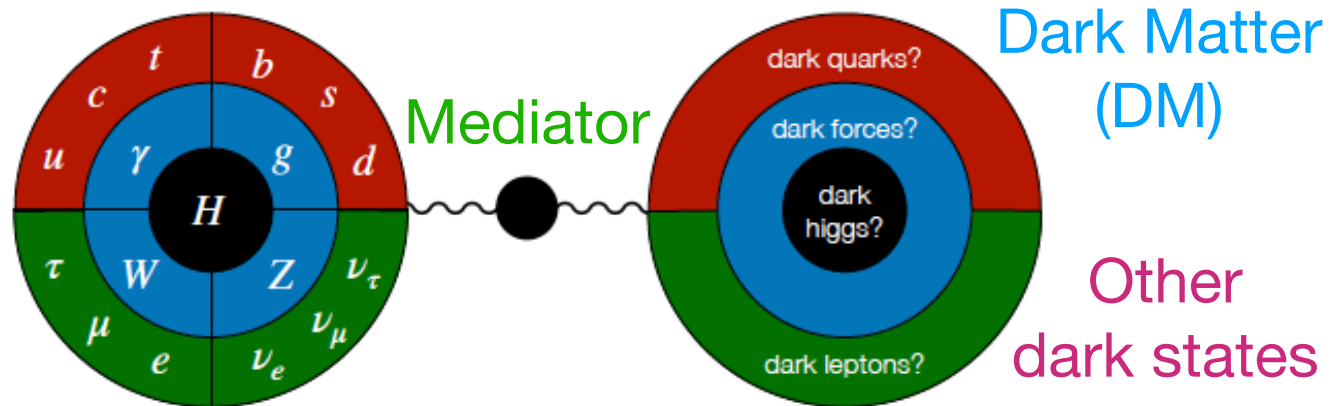 t
b
c
s
u
d
γ
g
H
W
Z
τ
μ
e
ν_e
ν_μ
ν_τ
Mediator
dark quarks?
dark forces?
dark
higgs?
dark leptons?
Dark Matter
(DM)
Other
dark states